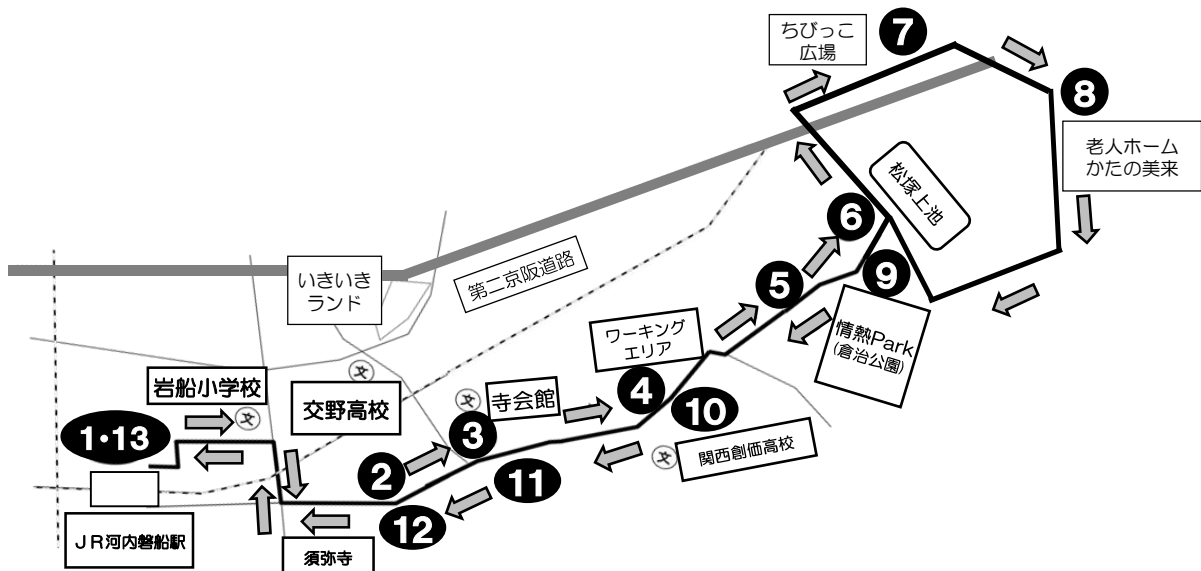 ちびっこ
広場
7
8
老人ホーム
かたの美来
松塚上池
6
9
5
いきいき
ランド
第二京阪道路
情熱Park
(倉治公園)
ワーキング
エリア
4
10
岩船小学校
文
文
交野高校
文
寺会館
3
1・13
2
11
12
文
関西創価高校
JR河内磐船駅
須弥寺